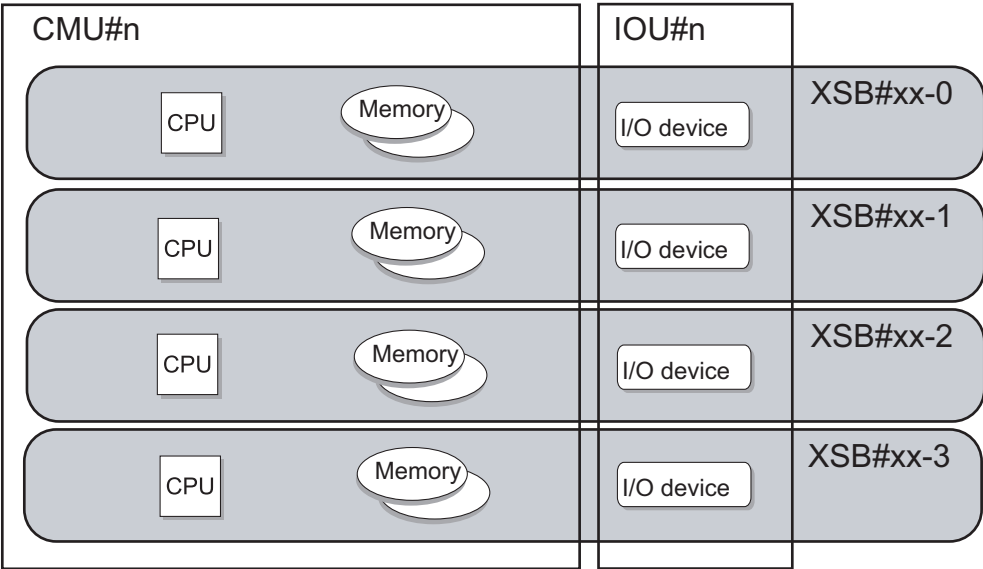 CMU#n
IOU#n
CPU
Memory
I/O device
XSB#xx-0
CPU
Memory
I/O device
XSB#xx-1
CPU
Memory
I/O device
XSB#xx-2
CPU
Memory
I/O device
XSB#xx-3